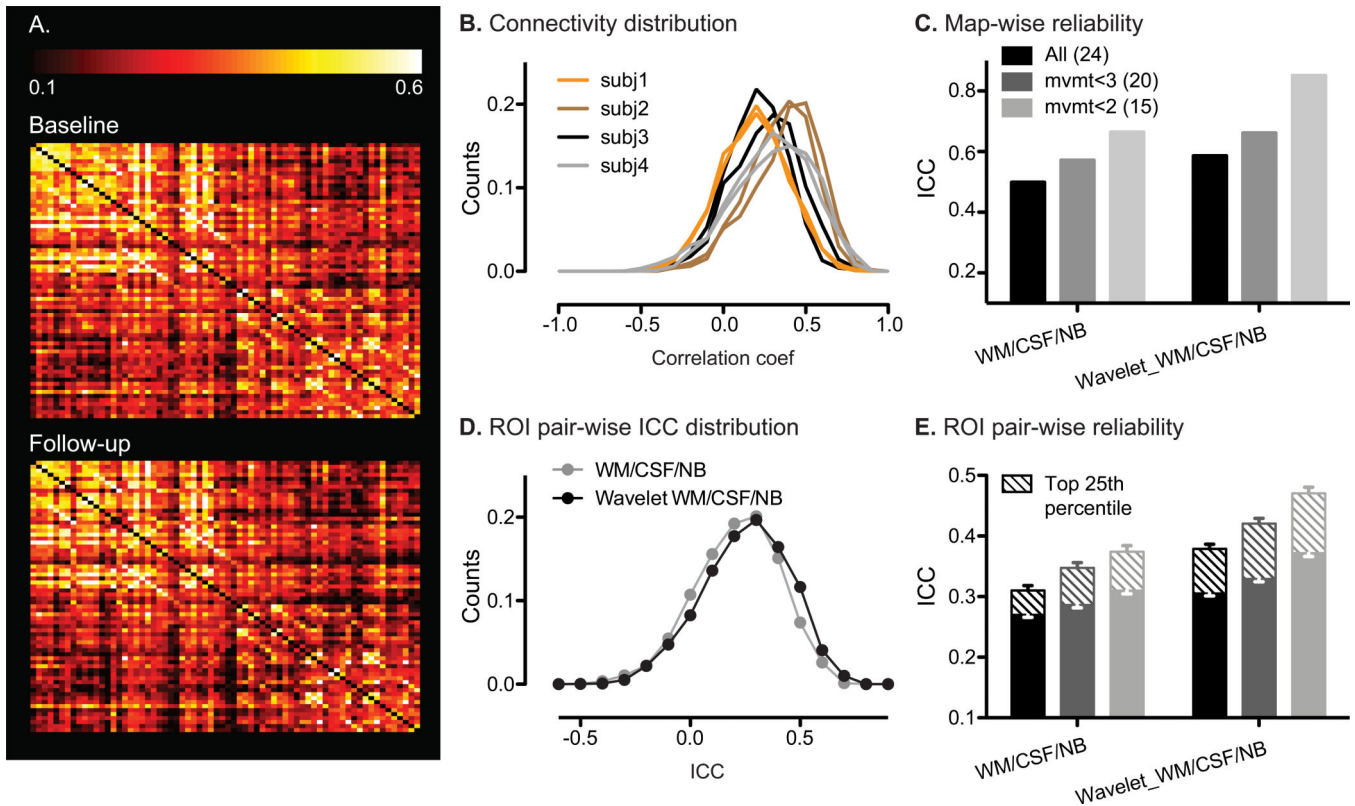 A.
0.1 0.6
Baseline
Follow-up
B. Connectivity distribution
subj1
subj2
subj3
subj4
Counts
0.2
0.1
0.0
-1.0 -0.5 0.0 0.5 1.0
Correlation coef
C. Map-wise reliability
All (24)
mvmt<3 (20)
mvmt<2 (15)
ICC
0.8
0.6
0.4
0.2
WM/CSF/NB
Wavelet_WM/CSF/NB
D. ROI pair-wise ICC distribution
WM/CSF/NB
Wavelet WM/CSF/NB
Counts
0.2
0.1
0.0
-0.5 0.0 0.5
ICC
E. ROI pair-wise reliability
Top 25th
percentile
ICC
0.5
0.4
0.3
0.2
0.1
WM/CSF/NB
Wavelet_WM/CSF/NB